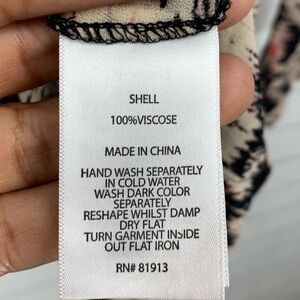 SHELL
100%VISCOSE
MADE IN CHINA
HAND WASH SEPARATELY
IN COLD WATER
WASH DARK COLOR
SEPARATELY
RESHAPE WHILST DAMP
DRY FLAT
TURN GARMENT INSIDE
OUT FLAT IRON
RN# 81913